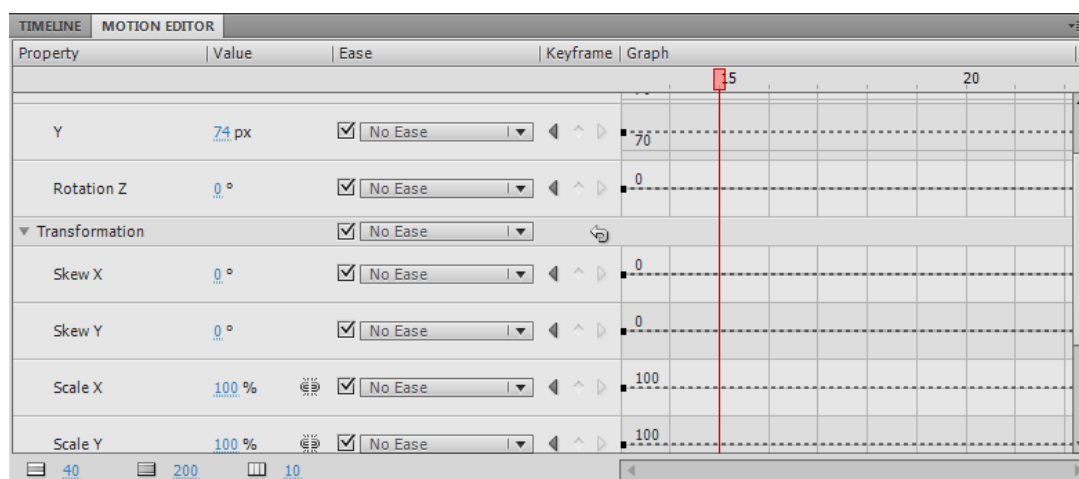 TIMELINE MOTION EDITOR
Property Value Ease Keyframe Graph
15 20
Y 74 px No Ease 70
Rotation Z 0 ° No Ease 0
Transformation No Ease
Skew X 0 ° No Ease 0
Skew Y 0 ° No Ease 0
Scale X 100 % No Ease 100
Scale Y 100 % No Ease 100
40 200 10